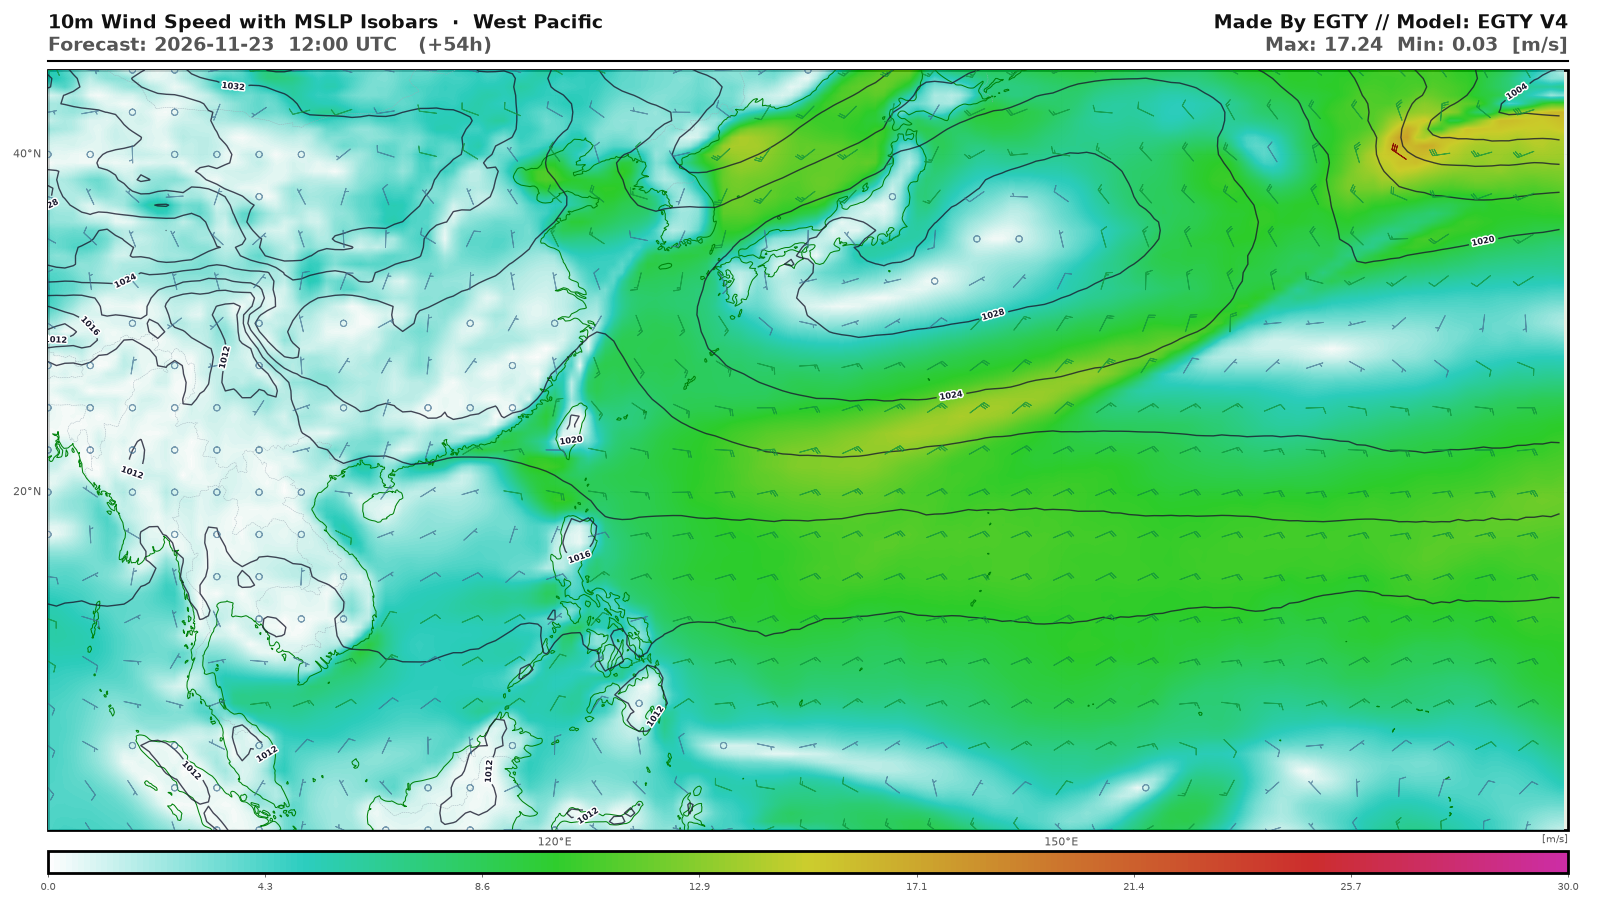 10m Wind Speed with MSLP Isobars · West Pacific
Made By EGTY // Model: EGTY V4
Forecast: 2026-11-23 12:00 UTC (+54h)
Max: 17.24 Min: 0.03 [m/s]
1032
1004
40°N
28
1020
1024
1016
1028
1012
1012
1024
1020
1012
20°N
1016
1012
1012
1012
1012
1012
120°E
150°E
[m/s]
0.0
4.3
8.6
12.9
17.1
21.4
25.7
30.0